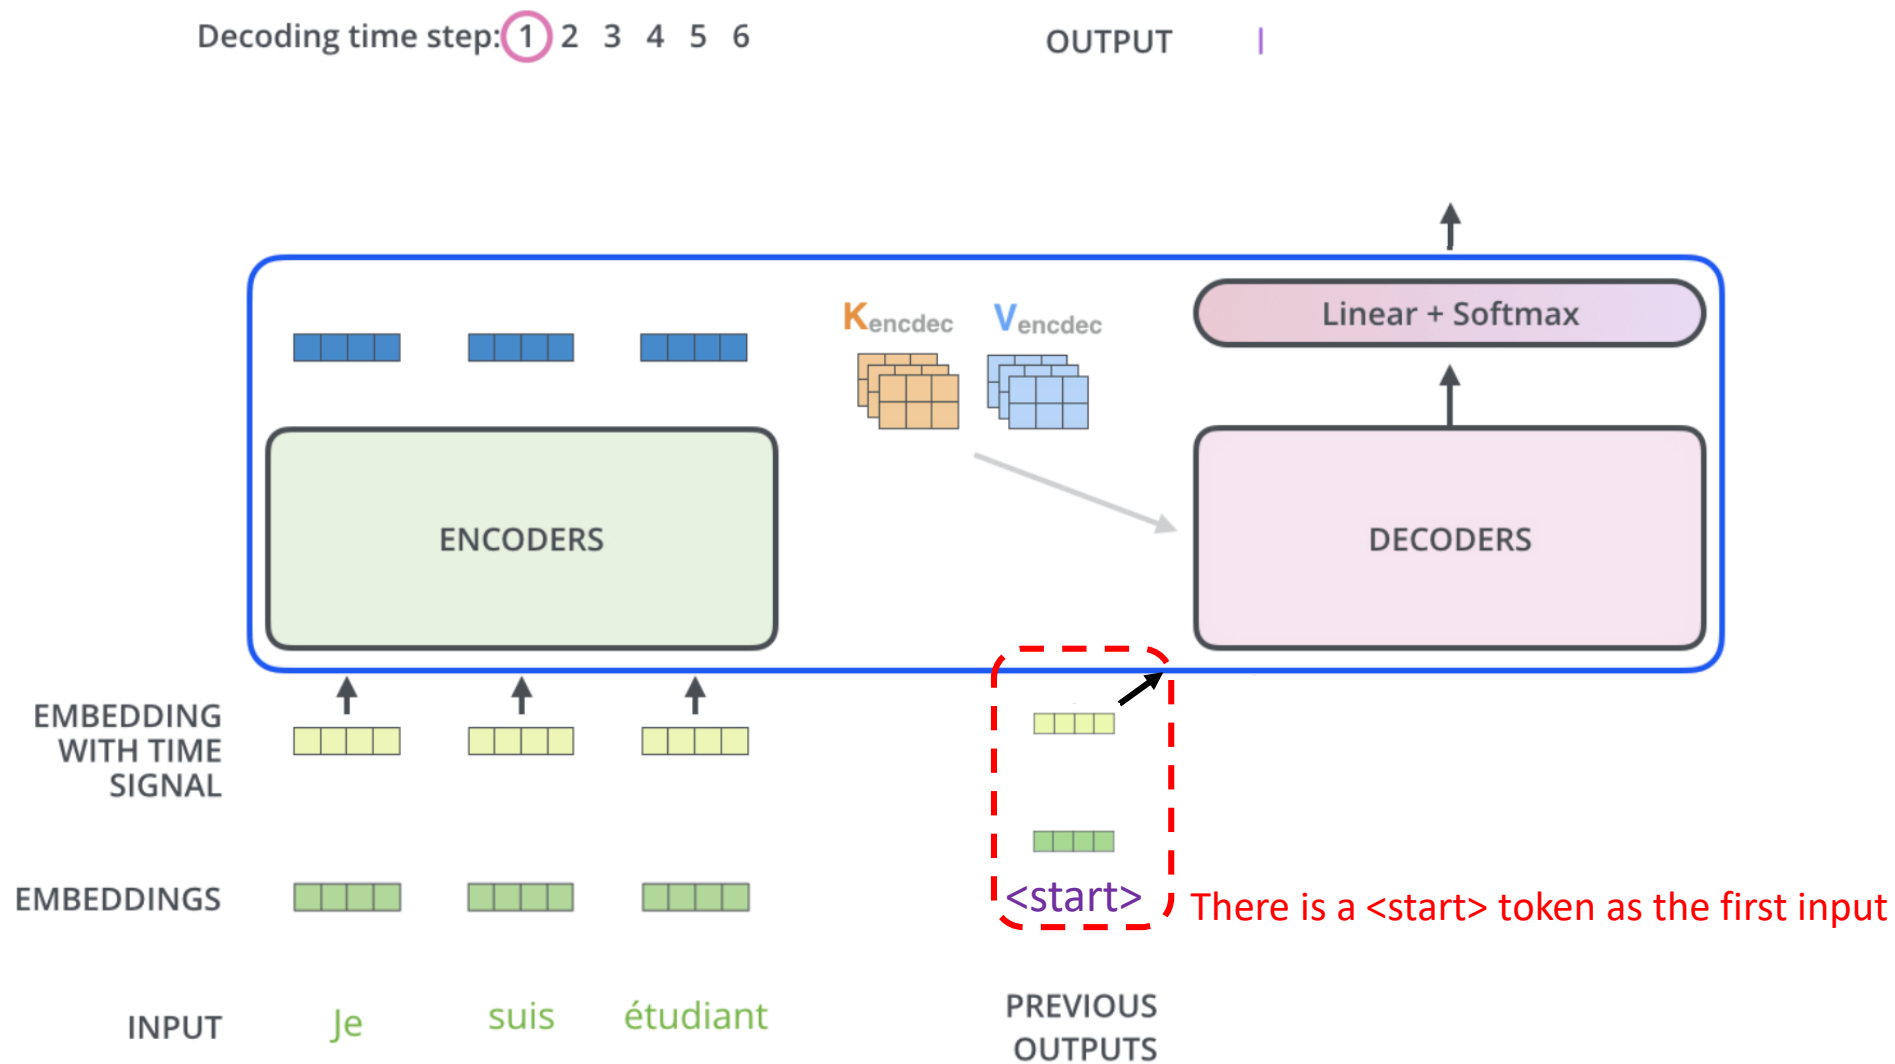 Decoding time step: 1 2 3 4 5 6
OUTPUT I
Kencdec Vencdec
Linear + Softmax
ENCODERS
DECODERS
EMBEDDING
WITH TIME
SIGNAL
EMBEDDINGS
<start>
There is a <start> token as the first input
INPUT
Je suis étudiant
PREVIOUS
OUTPUTS